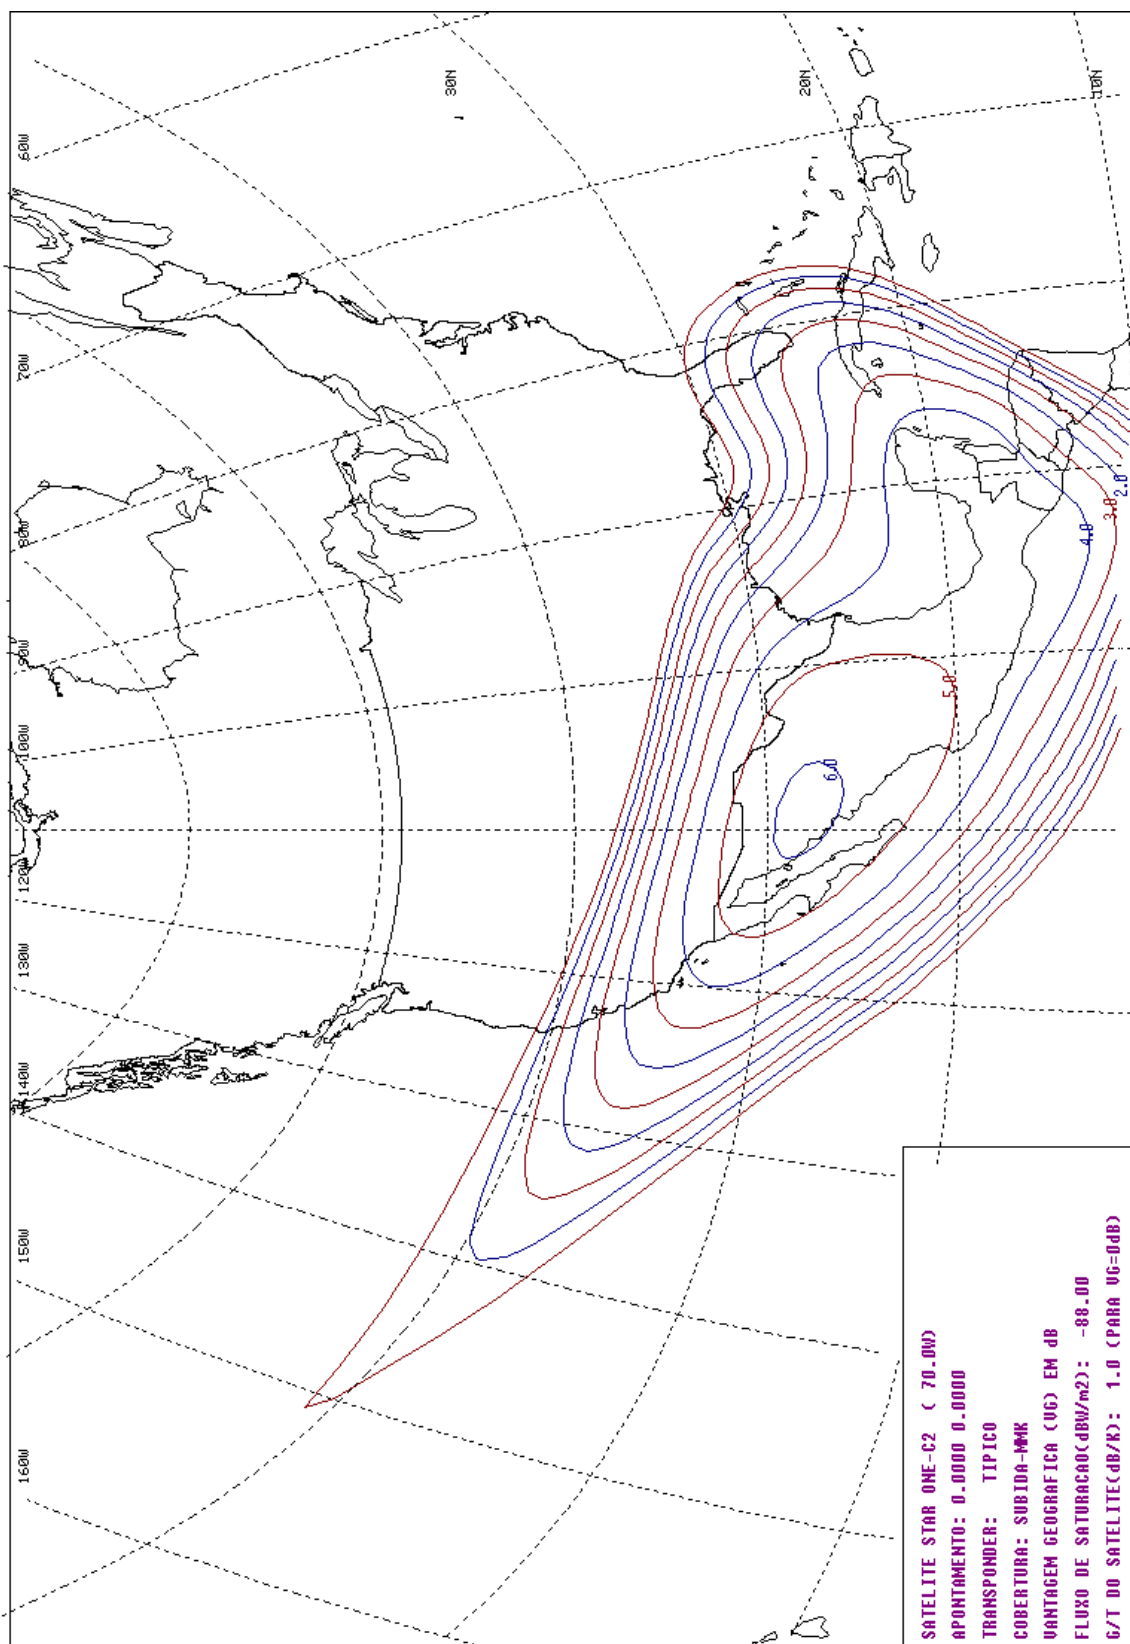 160W
150W
140W
130W
120W
100W
90W
80W
70W
60W
30N
20N
10N
6.0
5.0
4.0
3.0
2.0
SATELITE STAR ONE-C2 ( 70.0W)
APONTAMENTO: 0.0000 0.0000
TRANSPONDER: TIPICO
COBERTURA: SUBIDA-MMK
VANTAGEM GEOGRAFICA (VG) EM dB
FLUXO DE SATURACAO(dBW/m2): -88.00
G/T DO SATELITE(dB/K): 1.0 (PARA VG=0dB)